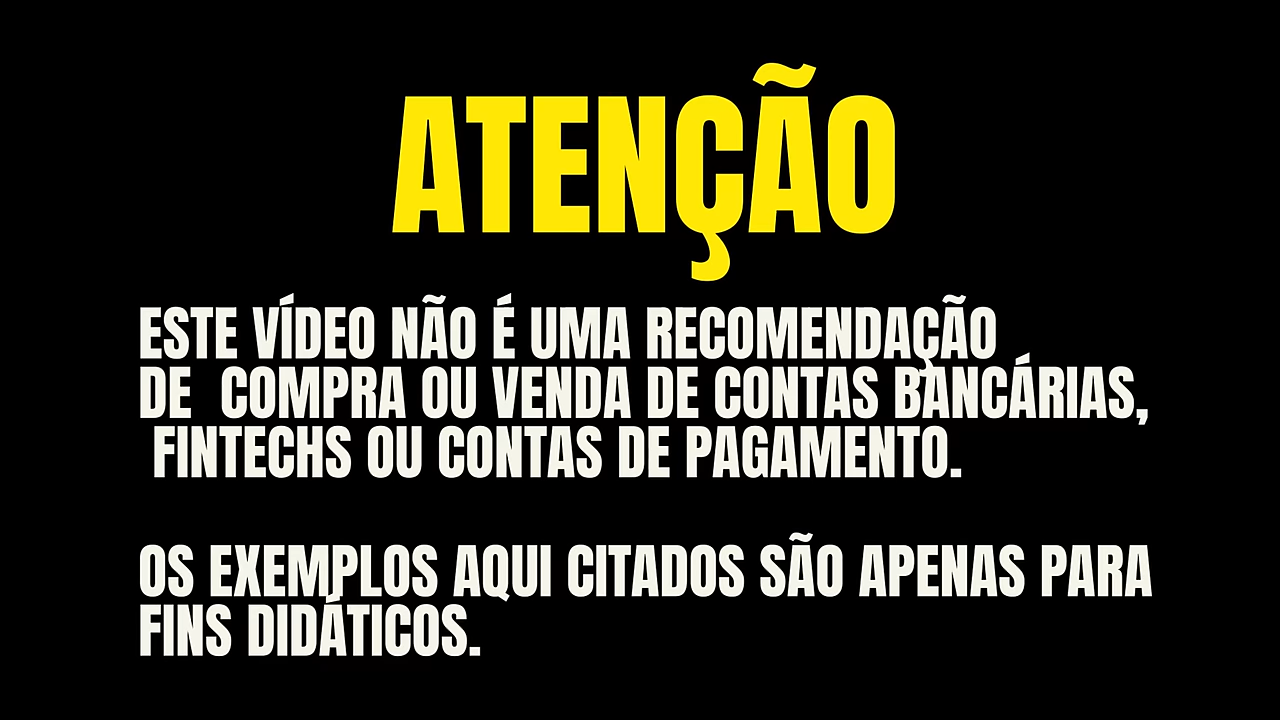 ATENÇÃO
ESTE VÍDEO NÃO É UMA RECOMENDAÇÃO
DE COMPRA OU VENDA DE CONTAS BANCÁRIAS,
FINTECHS OU CONTAS DE PAGAMENTO.
OS EXEMPLOS AQUI CITADOS SÃO APENAS PARA
FINS DIDÁTICOS.